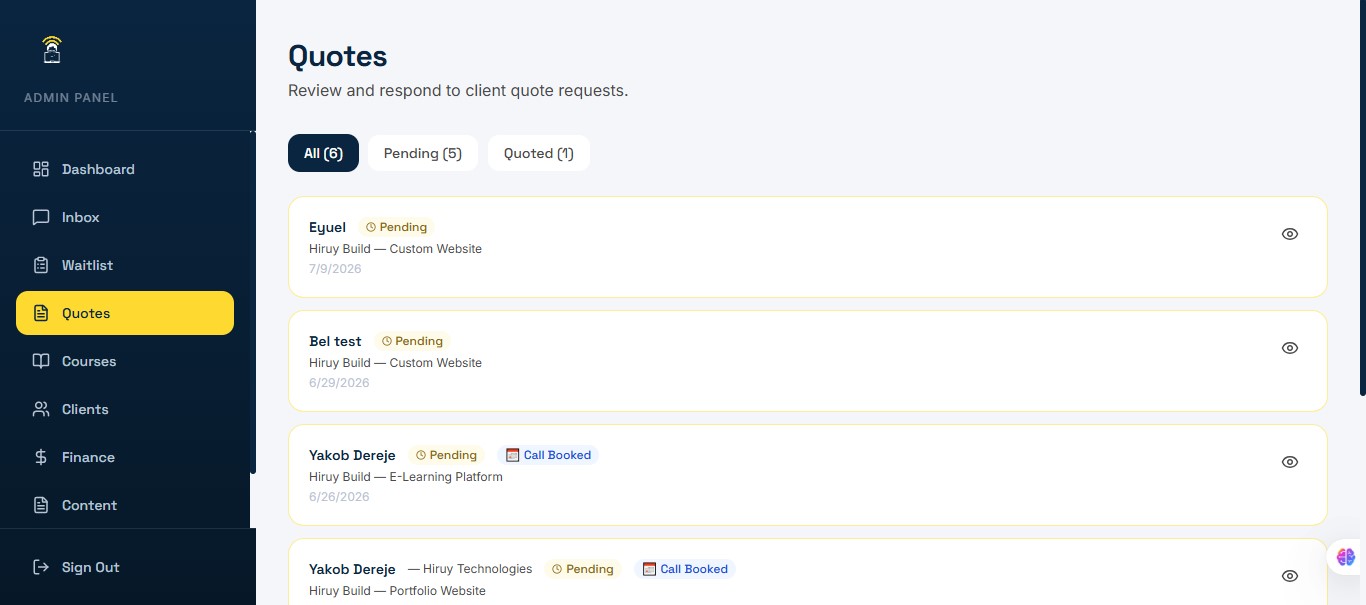 ADMIN PANEL
Dashboard
Inbox
Waitlist
Quotes
Courses
Clients
Finance
Content
Sign Out
Quotes
Review and respond to client quote requests.
All (6) Pending (5) Quoted (1)
Eyuel Pending
Hiruy Build — Custom Website
7/9/2026
Bel test Pending
Hiruy Build — Custom Website
6/29/2026
Yakob Dereje Pending Call Booked
Hiruy Build — E-Learning Platform
6/26/2026
Yakob Dereje — Hiruy Technologies Pending Call Booked
Hiruy Build — Portfolio Website